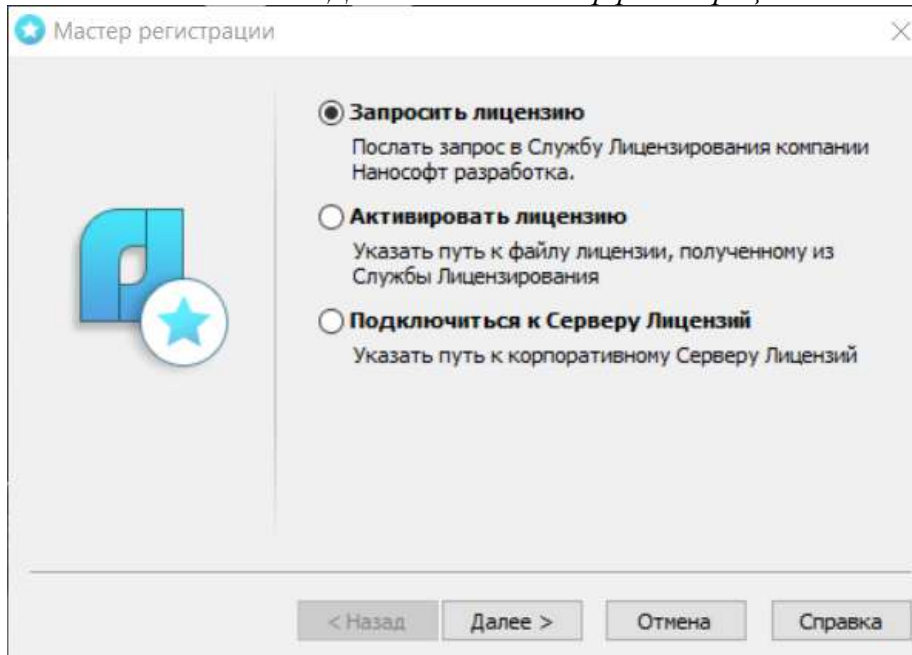 Мастер регистрации
Запросить лицензию
Послать запрос в Службу Лицензирования компании
Нанософт разработка.
Активировать лицензию
Указать путь к файлу лицензии, полученному из
Службы Лицензирования
Подключиться к Серверу Лицензий
Указать путь к корпоративному Серверу Лицензий
< Назад
Далее >
Отмена
Справка